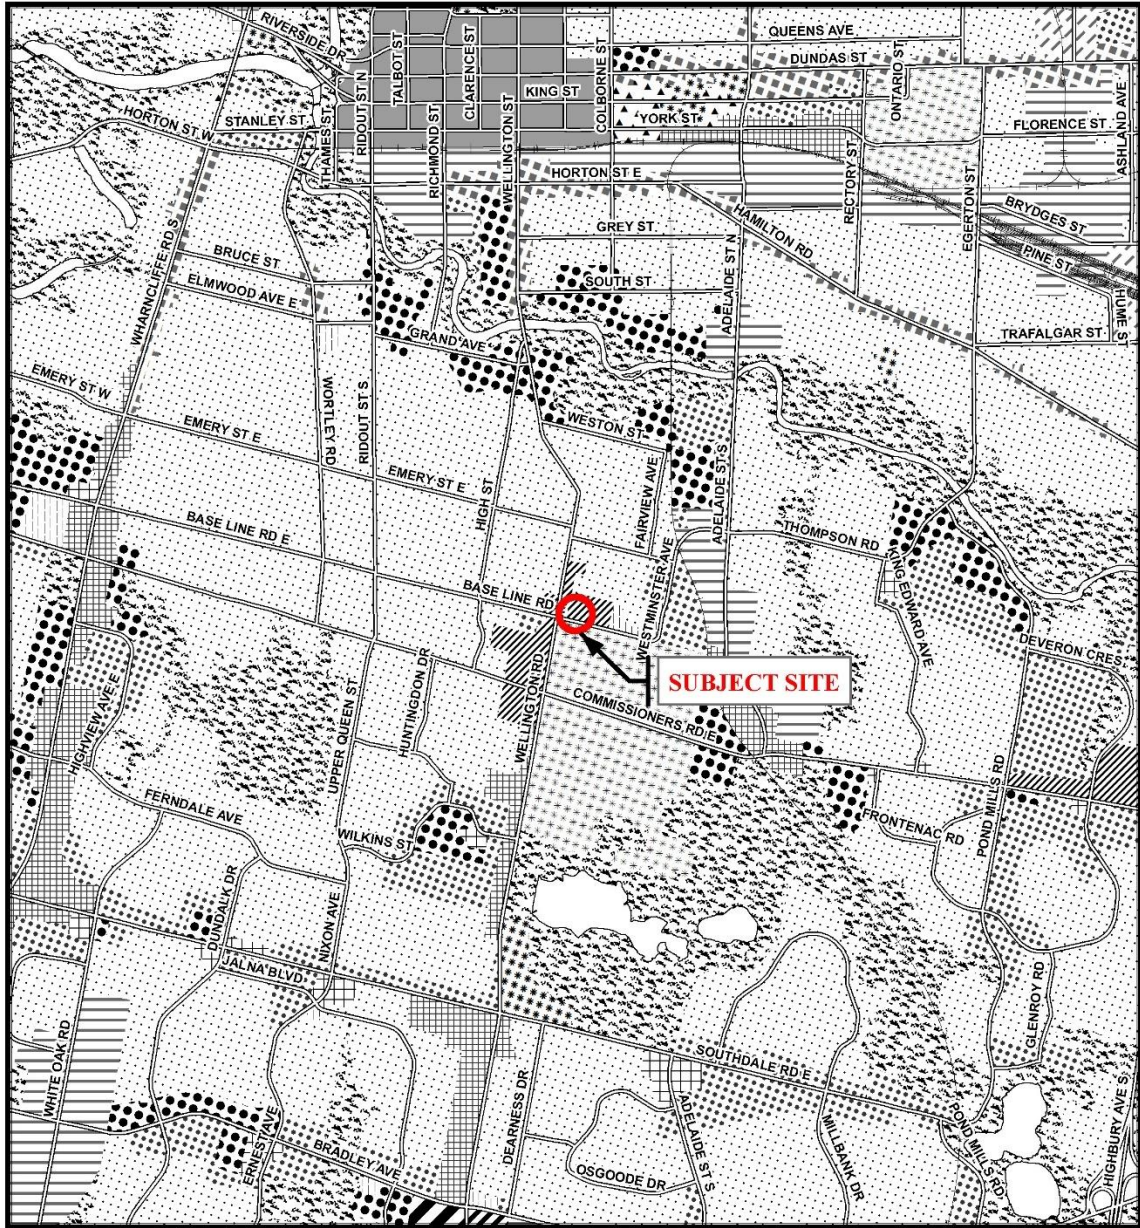 RIVERSIDE DR
QUEENS AVE
DUNDAS ST
TALBOT ST
CLARENCE ST
COLBORNE ST
ONTARIO ST
RIDOUT ST N
KING ST
YORK ST
HORTON ST. W
STANLEY ST.
THAMES ST
RICHMOND ST
WELLINGTON ST
FLORENCE ST.
ASHLAND AVE
RECTORY ST
EGERTON ST
HORTON ST E
HAMILTON RD
BRYDGES ST
PINE ST
GREY ST.
WHARNCLIFFE RD S
BRUCE ST
ELMWOOD AVE E
SOUTH ST
ADELAIDE ST N
HUME ST
TRAFALGAR ST
GRAND AVE
EMERY ST W
WORTLEY RD
RIDOUT ST S
WESTON ST
EMERY ST E
EMERY ST E
HIGH ST
FAIRVIEW AVE
ADELAIDE ST S
BASE LINE RD E
THOMPSON RD
KING EDWARD AVE
BASE LINE RD
WESTMINSTER AVE
DEVERON CRES
SUBJECT SITE
HIGHVIEW AVE E
UPPER QUEEN ST
HUNTINGDON DR
WELLINGTON RD
COMMISSIONERS RD E
POND MILLS RD
FERNDALE AVE
WILKINS ST
FRONTENAC RD
DUNDALK DR
NIXON AVE
JALNA BLVD
GLENROY RD
WHITE OAK RD
SOUTHDALE RD E
DEARNESS DR
ADELAIDE ST S
MILLBANK DR
POND MILLS RD
HIGHBURY AVE S
ERNEST AVE
BRADLEY AVE
OSGOODE DR